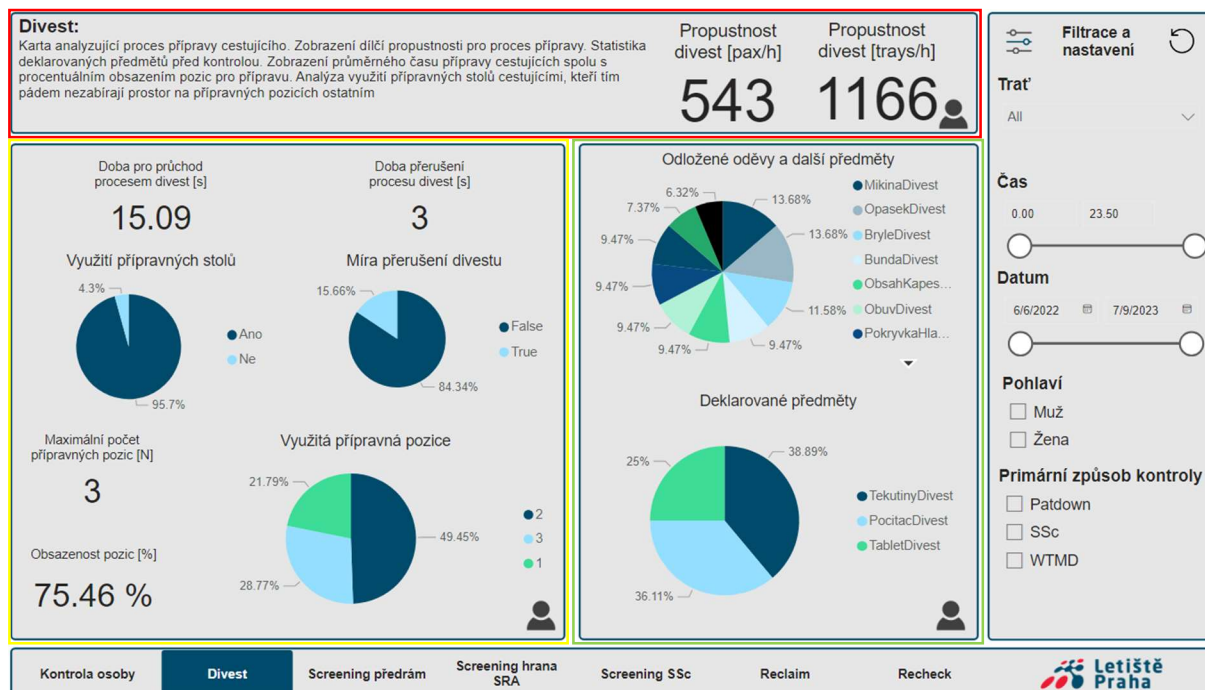 Divest:
Karta analyzující proces přípravy cestujícího. Zobrazení dílčí propustnosti pro proces přípravy. Statistika
deklarovaných předmětů před kontrolou. Zobrazení průměrného času přípravy cestujících spolu s
procentuálním obsazením pozic pro přípravu. Analýza využití přípravných stolů cestujícími, kteří tím
pádem nezabírají prostor na přípravných pozicích ostatním
Propustnost
divest [pax/h]
543
Propustnost
divest [trays/h]
1166
Doba pro průchod
procesem divest [s]
15.09
Doba přerušení
procesu divest [s]
3
Využití přípravných stolů
4.3%
95.7%
Ano
Ne
Míra přerušení divestu
15.66%
84.34%
False
True
Maximální počet
přípravných pozic [N]
3
Obsazenost pozic [%]
75.46 %
Využitá přípravná pozice
21.79%
49.45%
28.77%
2
3
1
Odložené oděvy a další předměty
6.32%
13.68%
7.37%
13.68%
9.47%
9.47%
11.58%
9.47%
9.47%
9.47%
MikinaDivest
OpasekDivest
BryleDivest
BundaDivest
ObsahKapes...
ObuvDivest
PokryvkaHla...
Deklarované předměty
38.89%
25%
36.11%
TekutinyDivest
PocitacDivest
TabletDivest
Filtrace a
nastavení
Trať
All
Čas
0.00 23.50
Datum
6/6/2022 7/9/2023
Pohlaví
Muž
Žena
Primární způsob kontroly
Patdown
SSc
WTMD
Kontrola osoby
Divest
Screening předrám
Screening hrana
SRA
Screening SSc
Reclaim
Recheck
Letiště
Praha